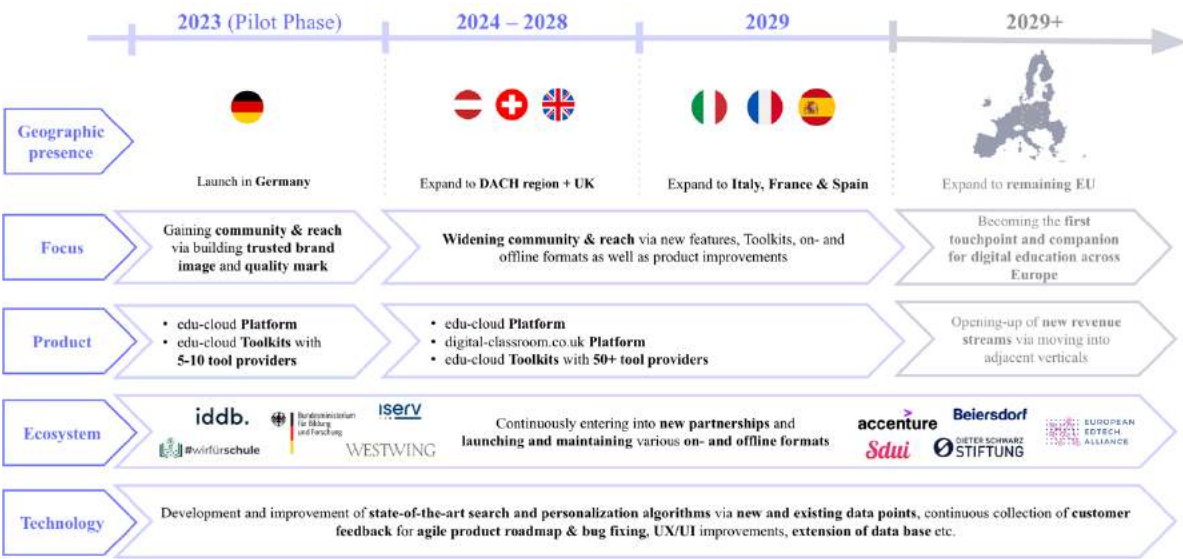 2023 (Pilot Phase)
2024 – 2028
2029
2029+
Geographic
presence
Launch in Germany
Expand to DACH region + UK
Expand to Italy, France & Spain
Expand to remaining EU
Focus
Gaining community & reach
via building trusted brand
image and quality mark
Widening community & reach via new features, Toolkits, on- and
offline formats as well as product improvements
Becoming the first
touchpoint and companion
for digital education across
Europe
Product
• edu-cloud Platform
• edu-cloud Toolkits with
5-10 tool providers
• edu-cloud Platform
• digital-classroom.co.uk Platform
• edu-cloud Toolkits with 50+ tool providers
Opening-up of new revenue
streams via moving into
adjacent verticals
Ecosystem
iddb.
Bundesministerium
für Bildung
und Forschung
iserv
#wirfürschule
WESTWING
Continuously entering into new partnerships and
launching and maintaining various on- and offline formats
accenture
Beiersdorf
Sdui
DIETER SCHWARZ
STIFTUNG
EUROPEAN
EDTECH
ALLIANCE
Technology
Development and improvement of state-of-the-art search and personalization algorithms via new and existing data points, continuous collection of customer
feedback for agile product roadmap & bug fixing, UX/UI improvements, extension of data base etc.